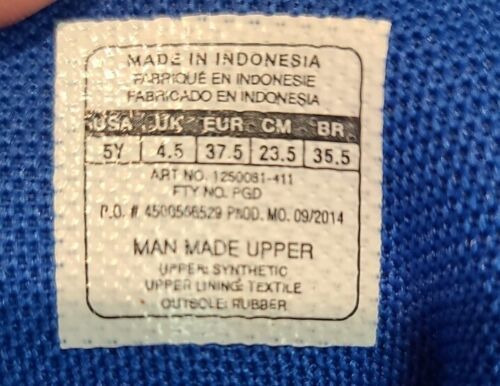 MADE IN INDONESIA
FABRIQUÉ EN INDONESIE
FABRICADO EN INDONESIA
USA UK EUR CM BR
5Y 4.5 37.5 23.5 35.5
ART NO. 1250081-411
FTY NO. PGD
P.O. # 4500566529 PROD. MO. 09/2014
MAN MADE UPPER
UPPER: SYNTHETIC
UPPER LINING: TEXTILE
OUTSOLE: RUBBER